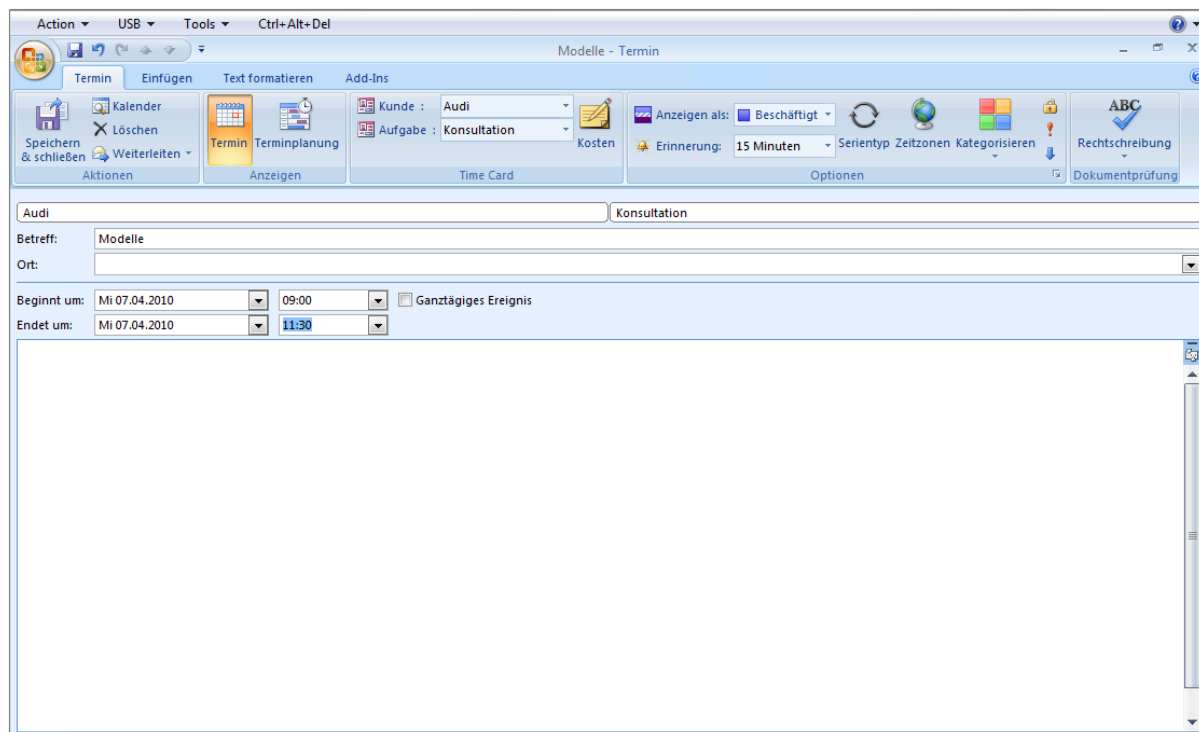 Action USB Tools Ctrl+Alt+Del
Modelle - Termin
Termin Einfügen Text formatieren Add-Ins
Speichern & schließen
Kalender
Löschen
Weiterleiten
Aktionen
Termin Terminplanung
Anzeigen
Kunde : Audi
Aufgabe : Konsultation
Kosten
Time Card
Anzeigen als: Beschäftigt
Erinnerung: 15 Minuten
Serientyp Zeitzonen Kategorisieren
Optionen
ABC
Rechtschreibung
Dokumentprüfung
Audi Konsultation
Betreff: Modelle
Ort:
Beginnt um: Mi 07.04.2010 09:00 Ganztägiges Ereignis
Endet um: Mi 07.04.2010 11:30